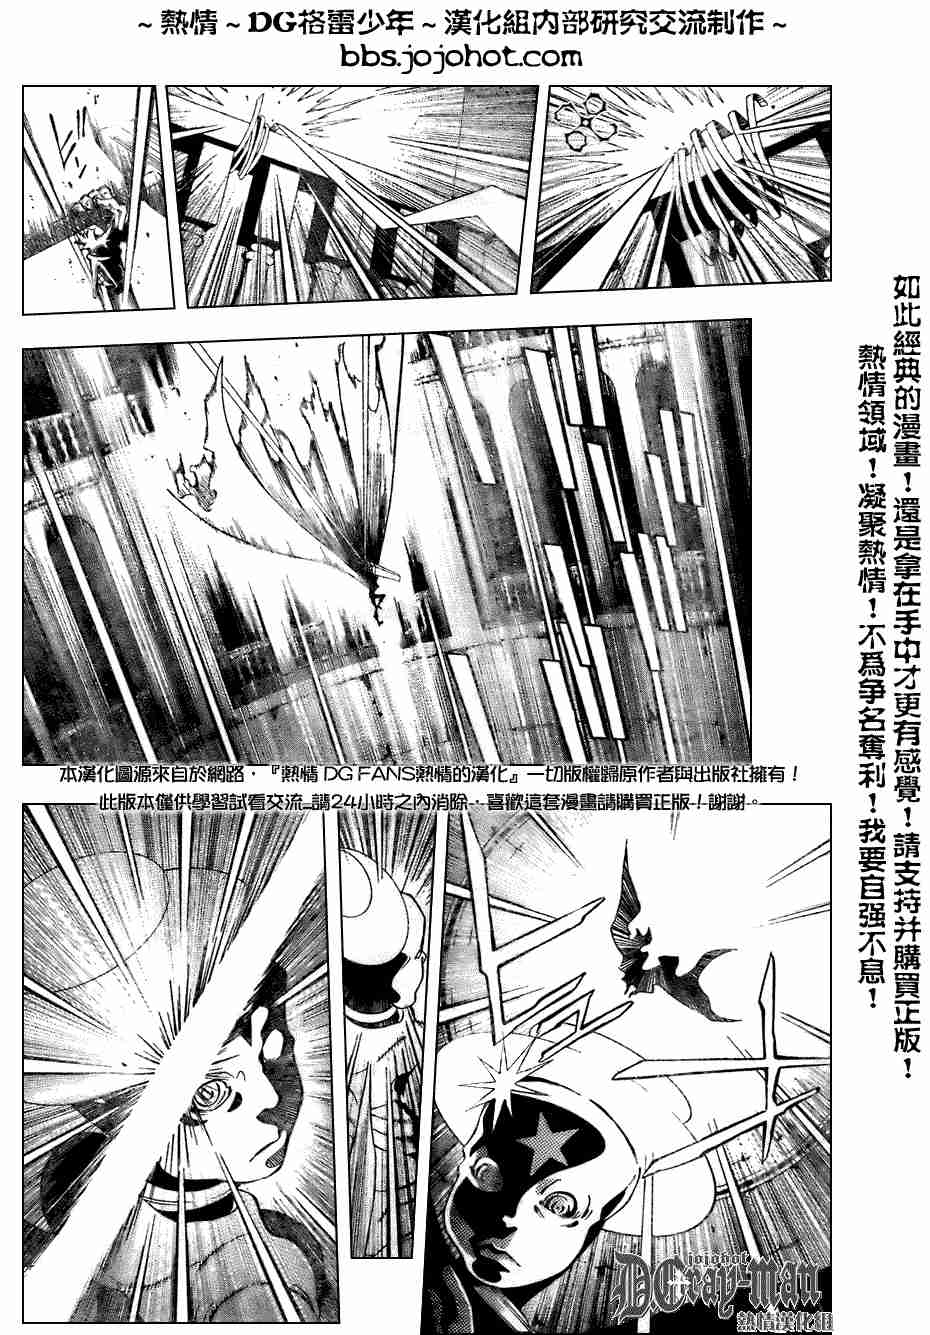 ~熱情~DG格雷少年~漢化組内部研究交流制作~
bbs.jojohot.com
如此經典的漫畫！還是拿在手中才更有感覺！請支持并購買正版！
熱情領域！凝聚熱情！不爲争名奪利！我要自强不息！
本漢化圖源來自於網路，『熱情 DG FANS熱情的漢化』一切版權歸原作者與出版社擁有！
此版本僅供學習試看交流 請24小時之内消除，喜歡這套漫畫請購買正版！謝謝。
jojohot
D.Gray-Man
熱情漢化組